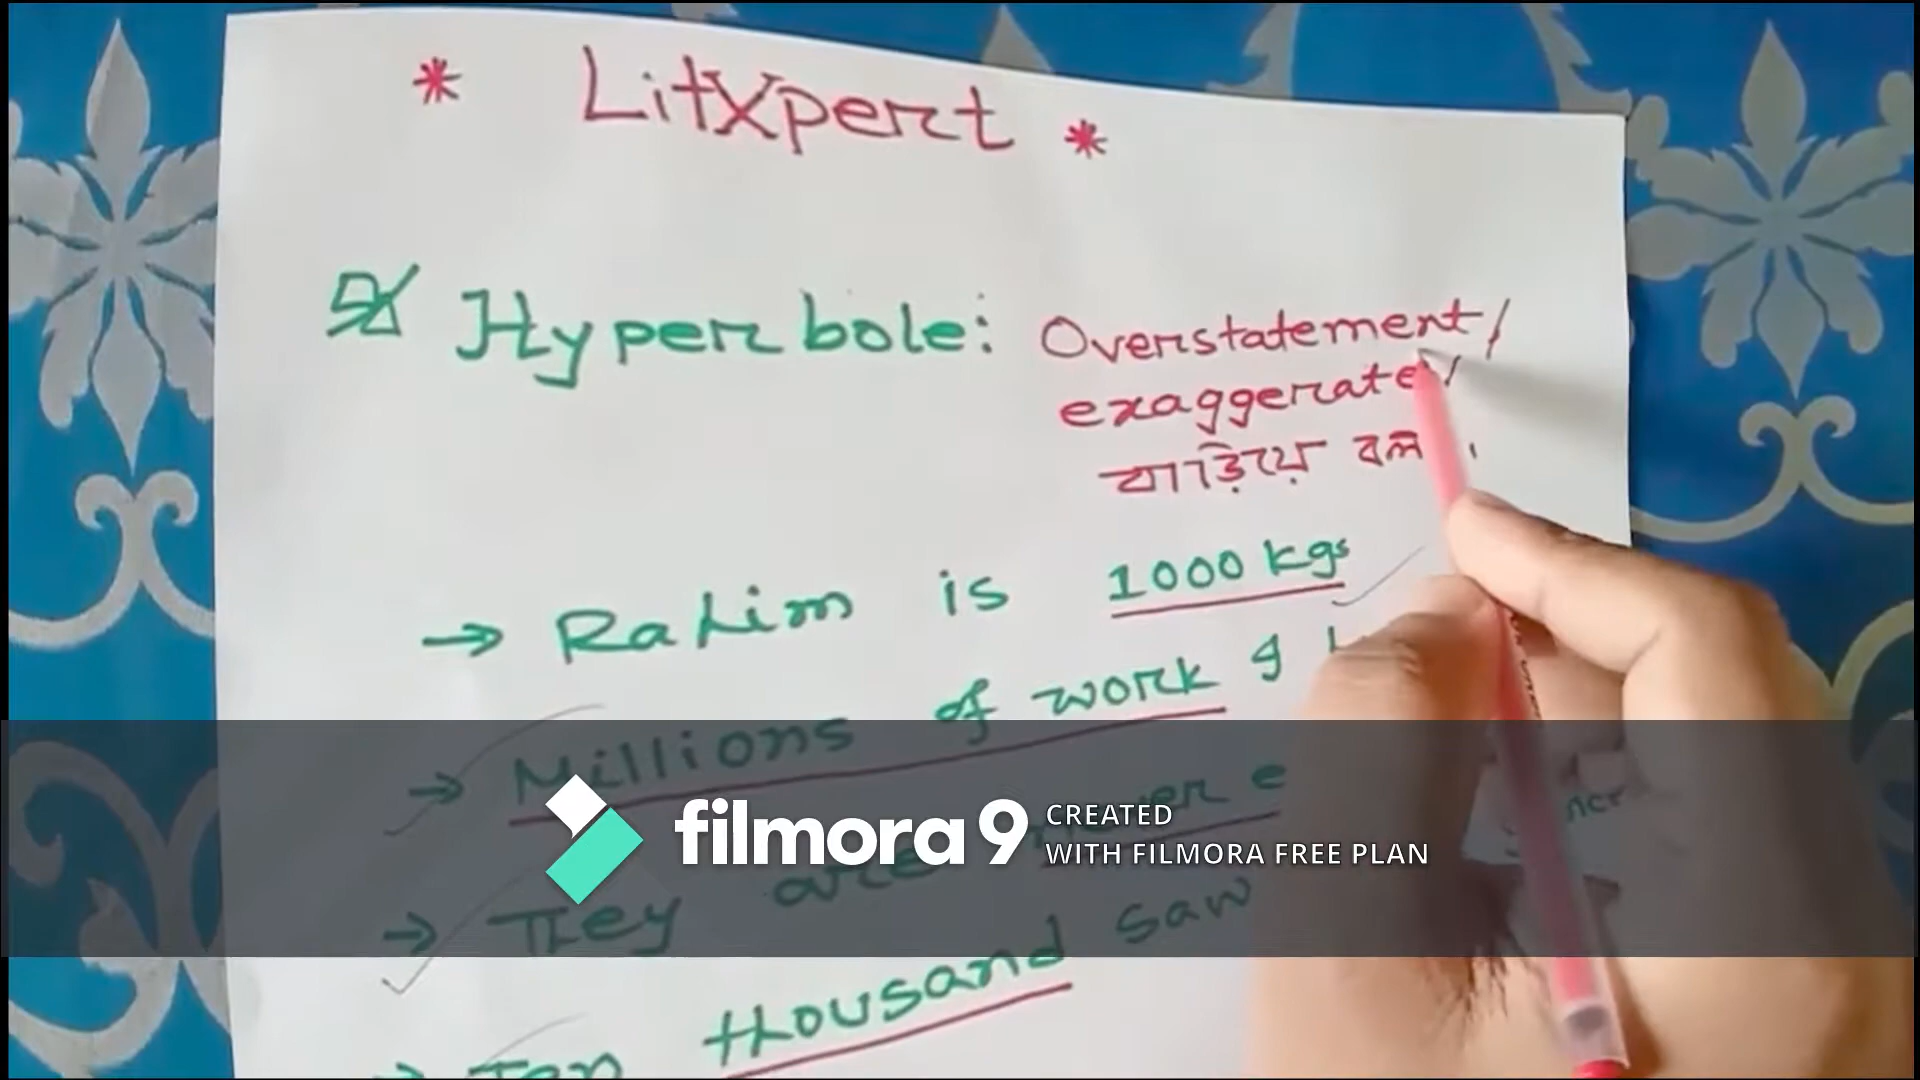 * LitXpert *
Hyperbole: Overstatement/
exaggerate/
বাড়িয়ে বল
→ Rahim is 1000 kgs
→ Millions of work I
→ They are never
→ Ten thousand saw
filmora 9 CREATED
WITH FILMORA FREE PLAN